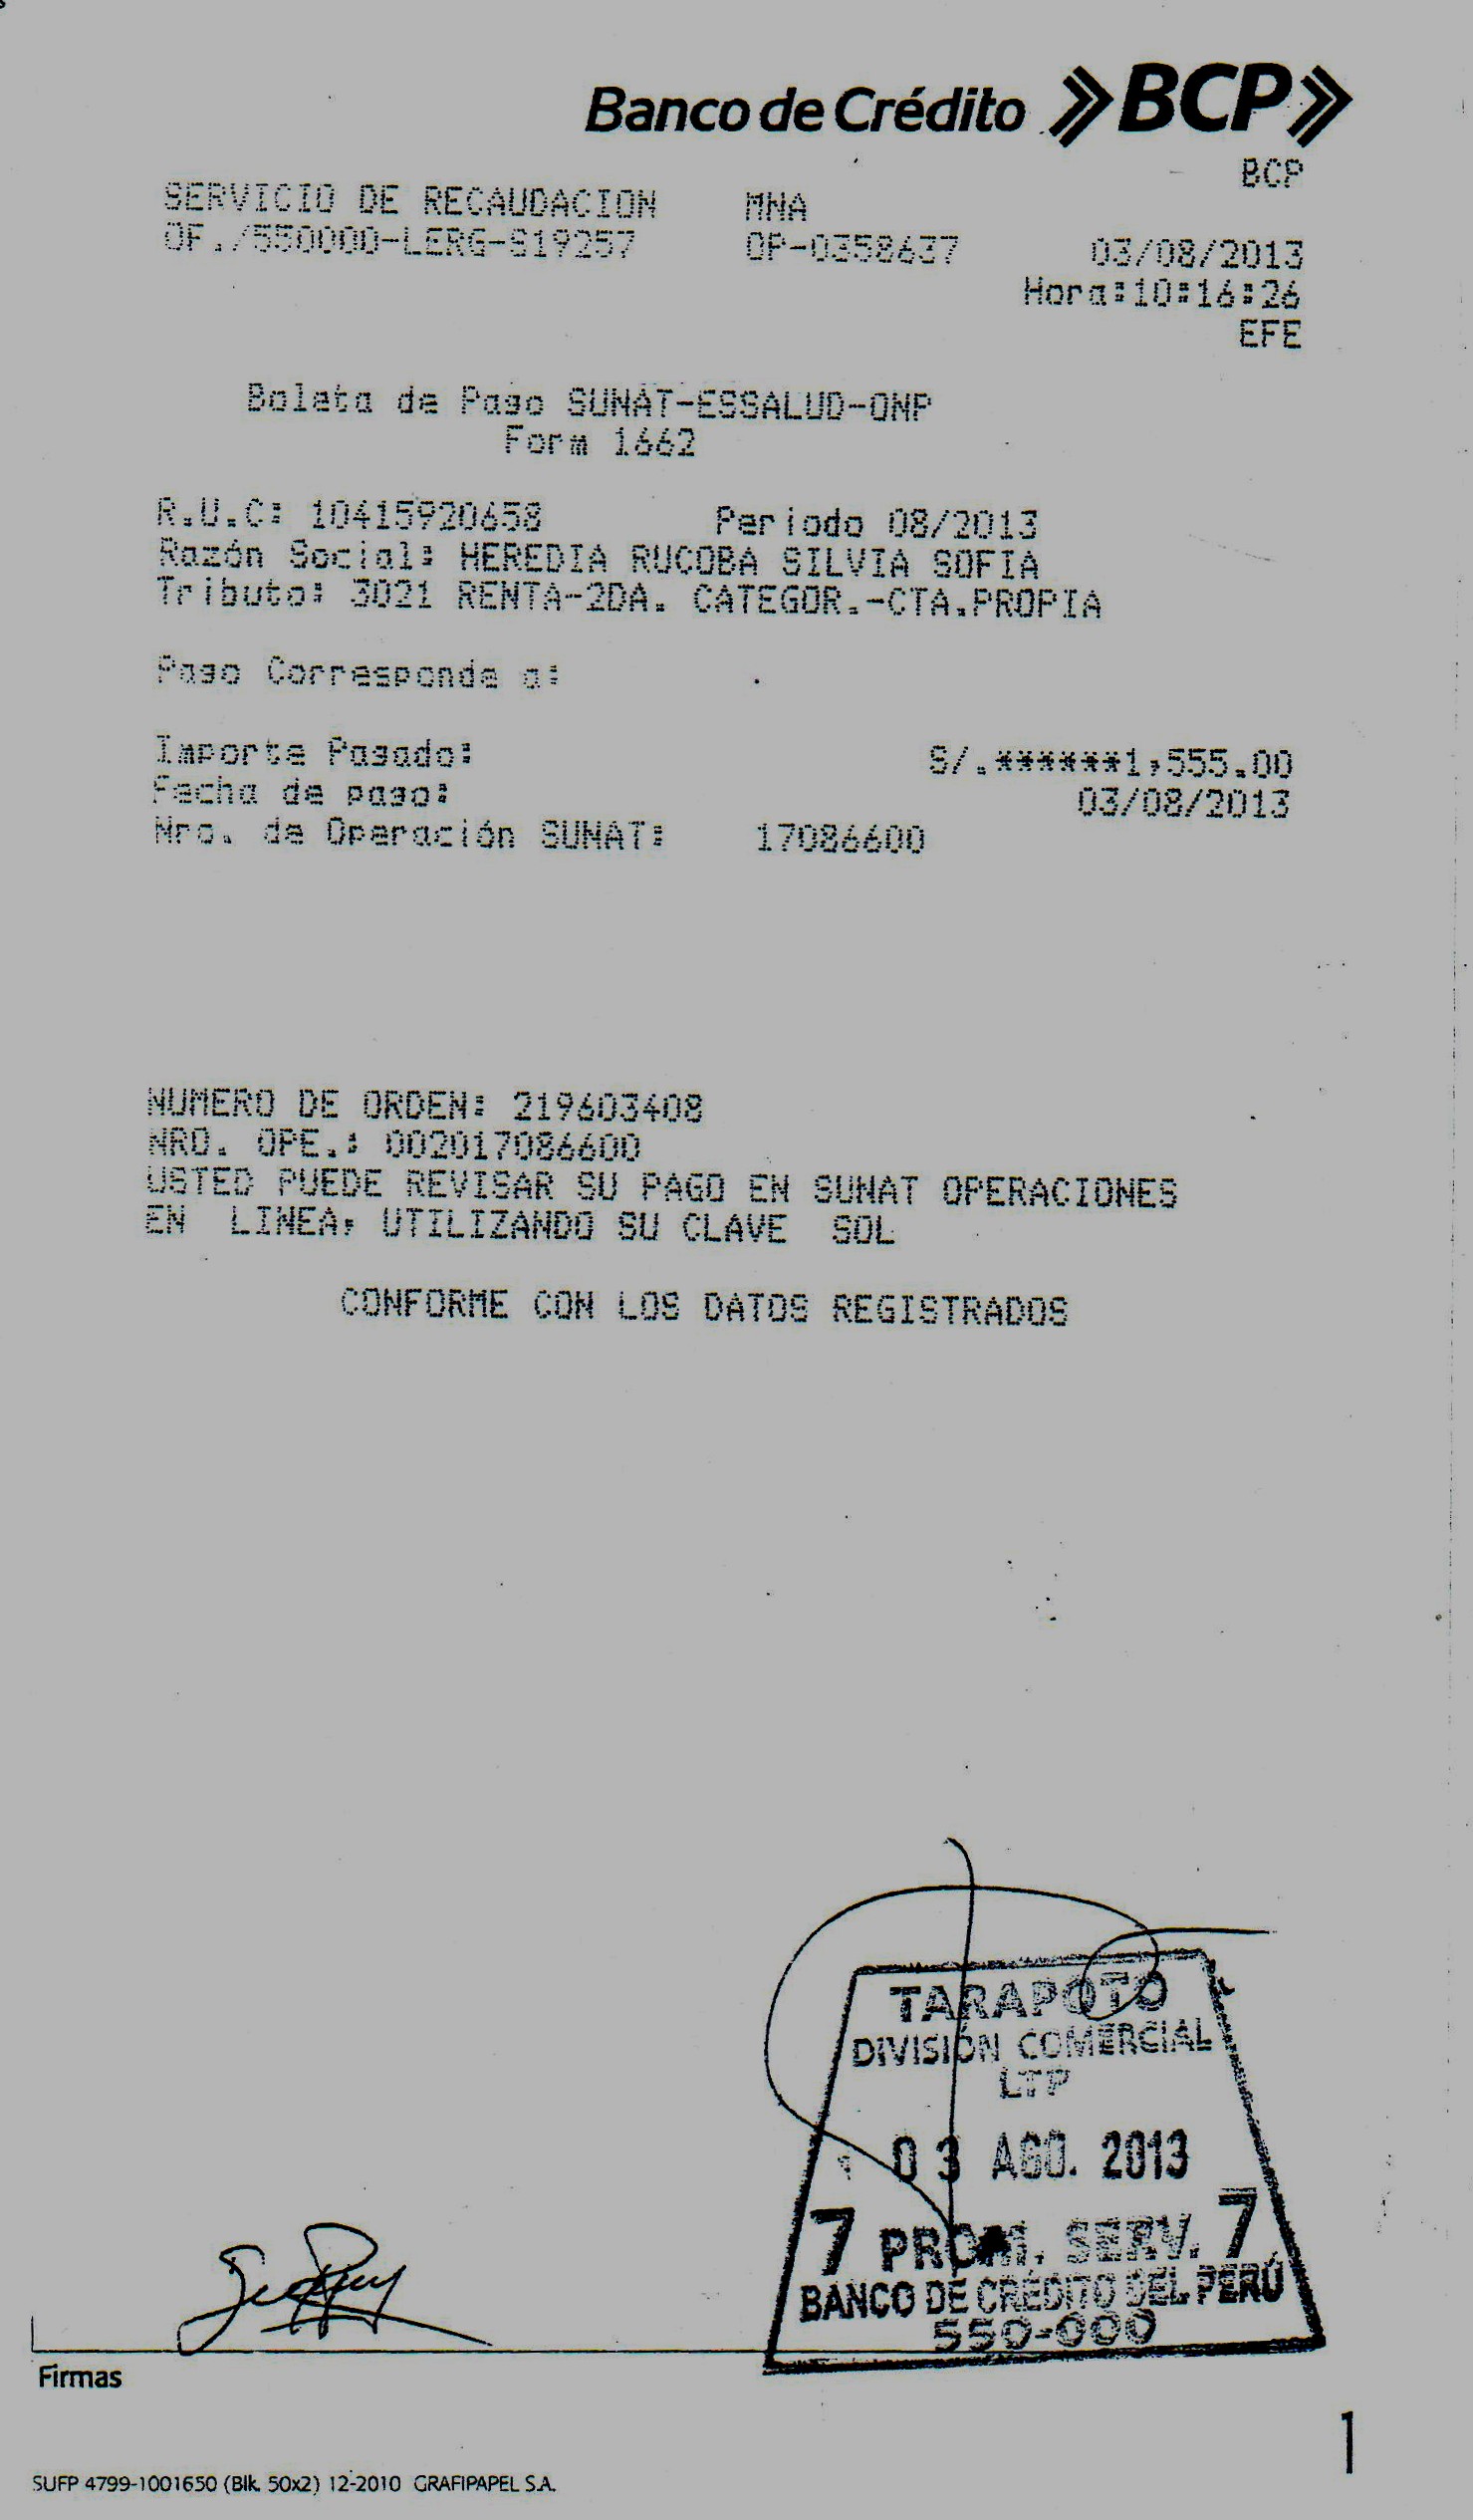 Banco de Crédito BCP
BCP
SERVICIO DE RECAUDACION MNA
OF./550000-LERG-S19257 OP-0358637 03/08/2013
Hora:10:16:26
EFE
Boleta de Pago SUNAT-ESSALUD-ONP
Form 1662
R.U.C: 10415920658 Periodo 08/2013
Razón Social: HEREDIA RUCOBA SILVIA SOFIA
Tributo: 3021 RENTA-2DA. CATEGOR.-CTA.PROPIA
Pago Corresponde a:
Importe Pagado: S/.******1,555.00
Fecha de pago: 03/08/2013
Nro. de Operación SUNAT: 17086600
NUMERO DE ORDEN: 219603408
NRO. OPE.: 002017086600
USTED PUEDE REVISAR SU PAGO EN SUNAT OPERACIONES
EN LINEA, UTILIZANDO SU CLAVE SOL
CONFORME CON LOS DATOS REGISTRADOS
TARAPOTO
DIVISIÓN COMERCIAL
LTP
03 AGO. 2013
7 PROM. SERV. 7
BANCO DE CRÉDITO DEL PERÚ
550-000
Firmas
1
SUFP 4799-1001650 (Blk. 50x2) 12-2010 GRAFIPAPEL S.A.